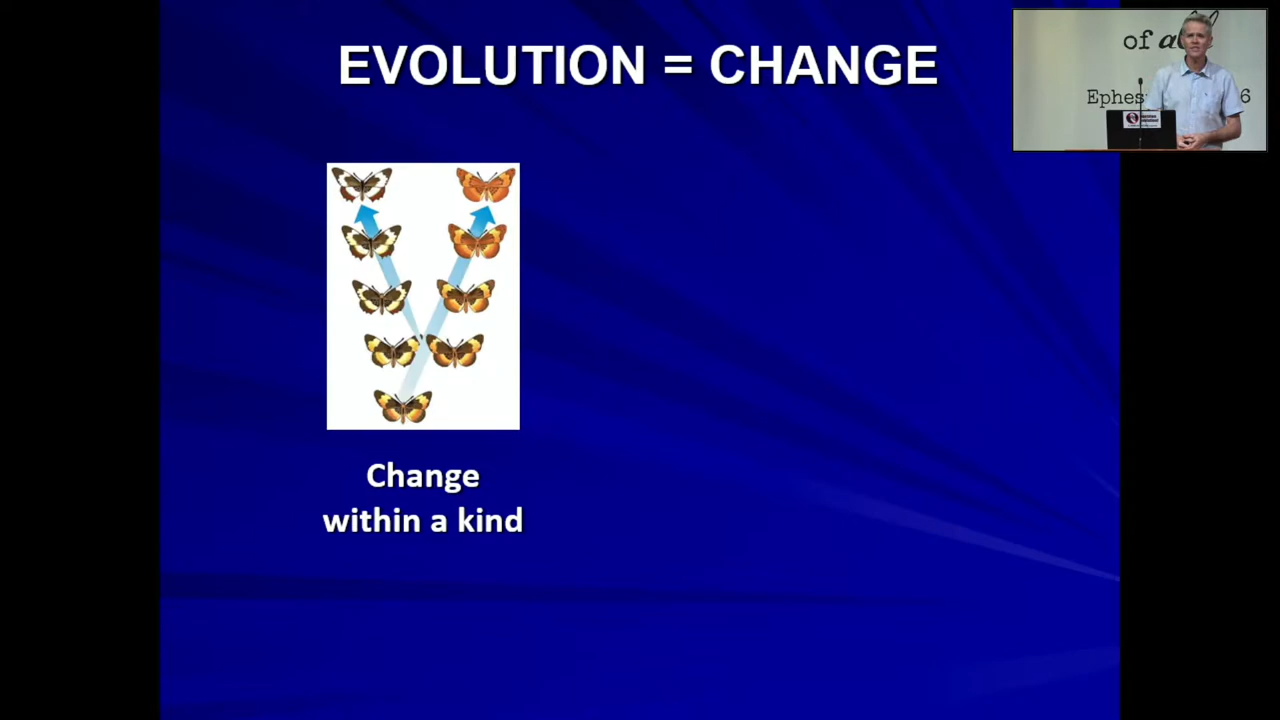 EVOLUTION = CHANGE
of
Ephes 6
Change
within a kind